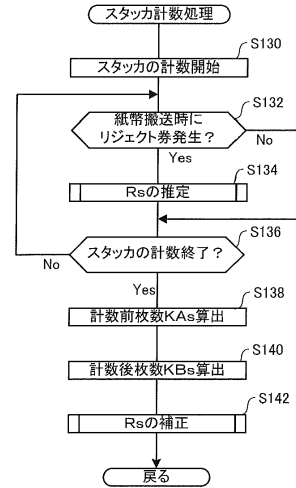 スタッカ計数処理
S130
スタッカの計数開始
S132
紙幣搬送時に
リジェクト券発生？
No
Yes
S134
Rsの推定
S136
スタッカの計数終了？
No
Yes
S138
計数前枚数KAs算出
S140
計数後枚数KBs算出
S142
Rsの補正
戻る